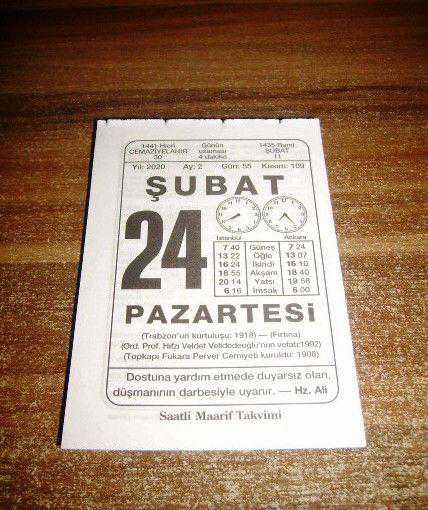 1441 Hicri
CEMAZİYELAHİR
30
Günün
uzaması
4 dakika
1435 Rumi
ŞUBAT
11
Yıl: 2020 Ay: 2 Gün: 55 Kasım: 109
ŞUBAT
24
İstanbul Ankara
7 40 Güneş 7 24
13 22 Öğle 13 07
16 24 İkindi 16 10
18 55 Akşam 18 40
20 14 Yatsı 19 58
6 16 İmsak 6 00
PAZARTESİ
(Trabzon'un kurtuluşu: 1918) — (Fırtına)
(Ord. Prof. Hıfzı Veldet Velidedeoğlu'nun vefatı:1992)
(Topkapı Fukara Perver Cemiyeti kuruldu: 1908)
Dostuna yardım etmede duyarsız olan,
düşmanının darbesiyle uyanır. — Hz. Ali
Saatli Maarif Takvimi